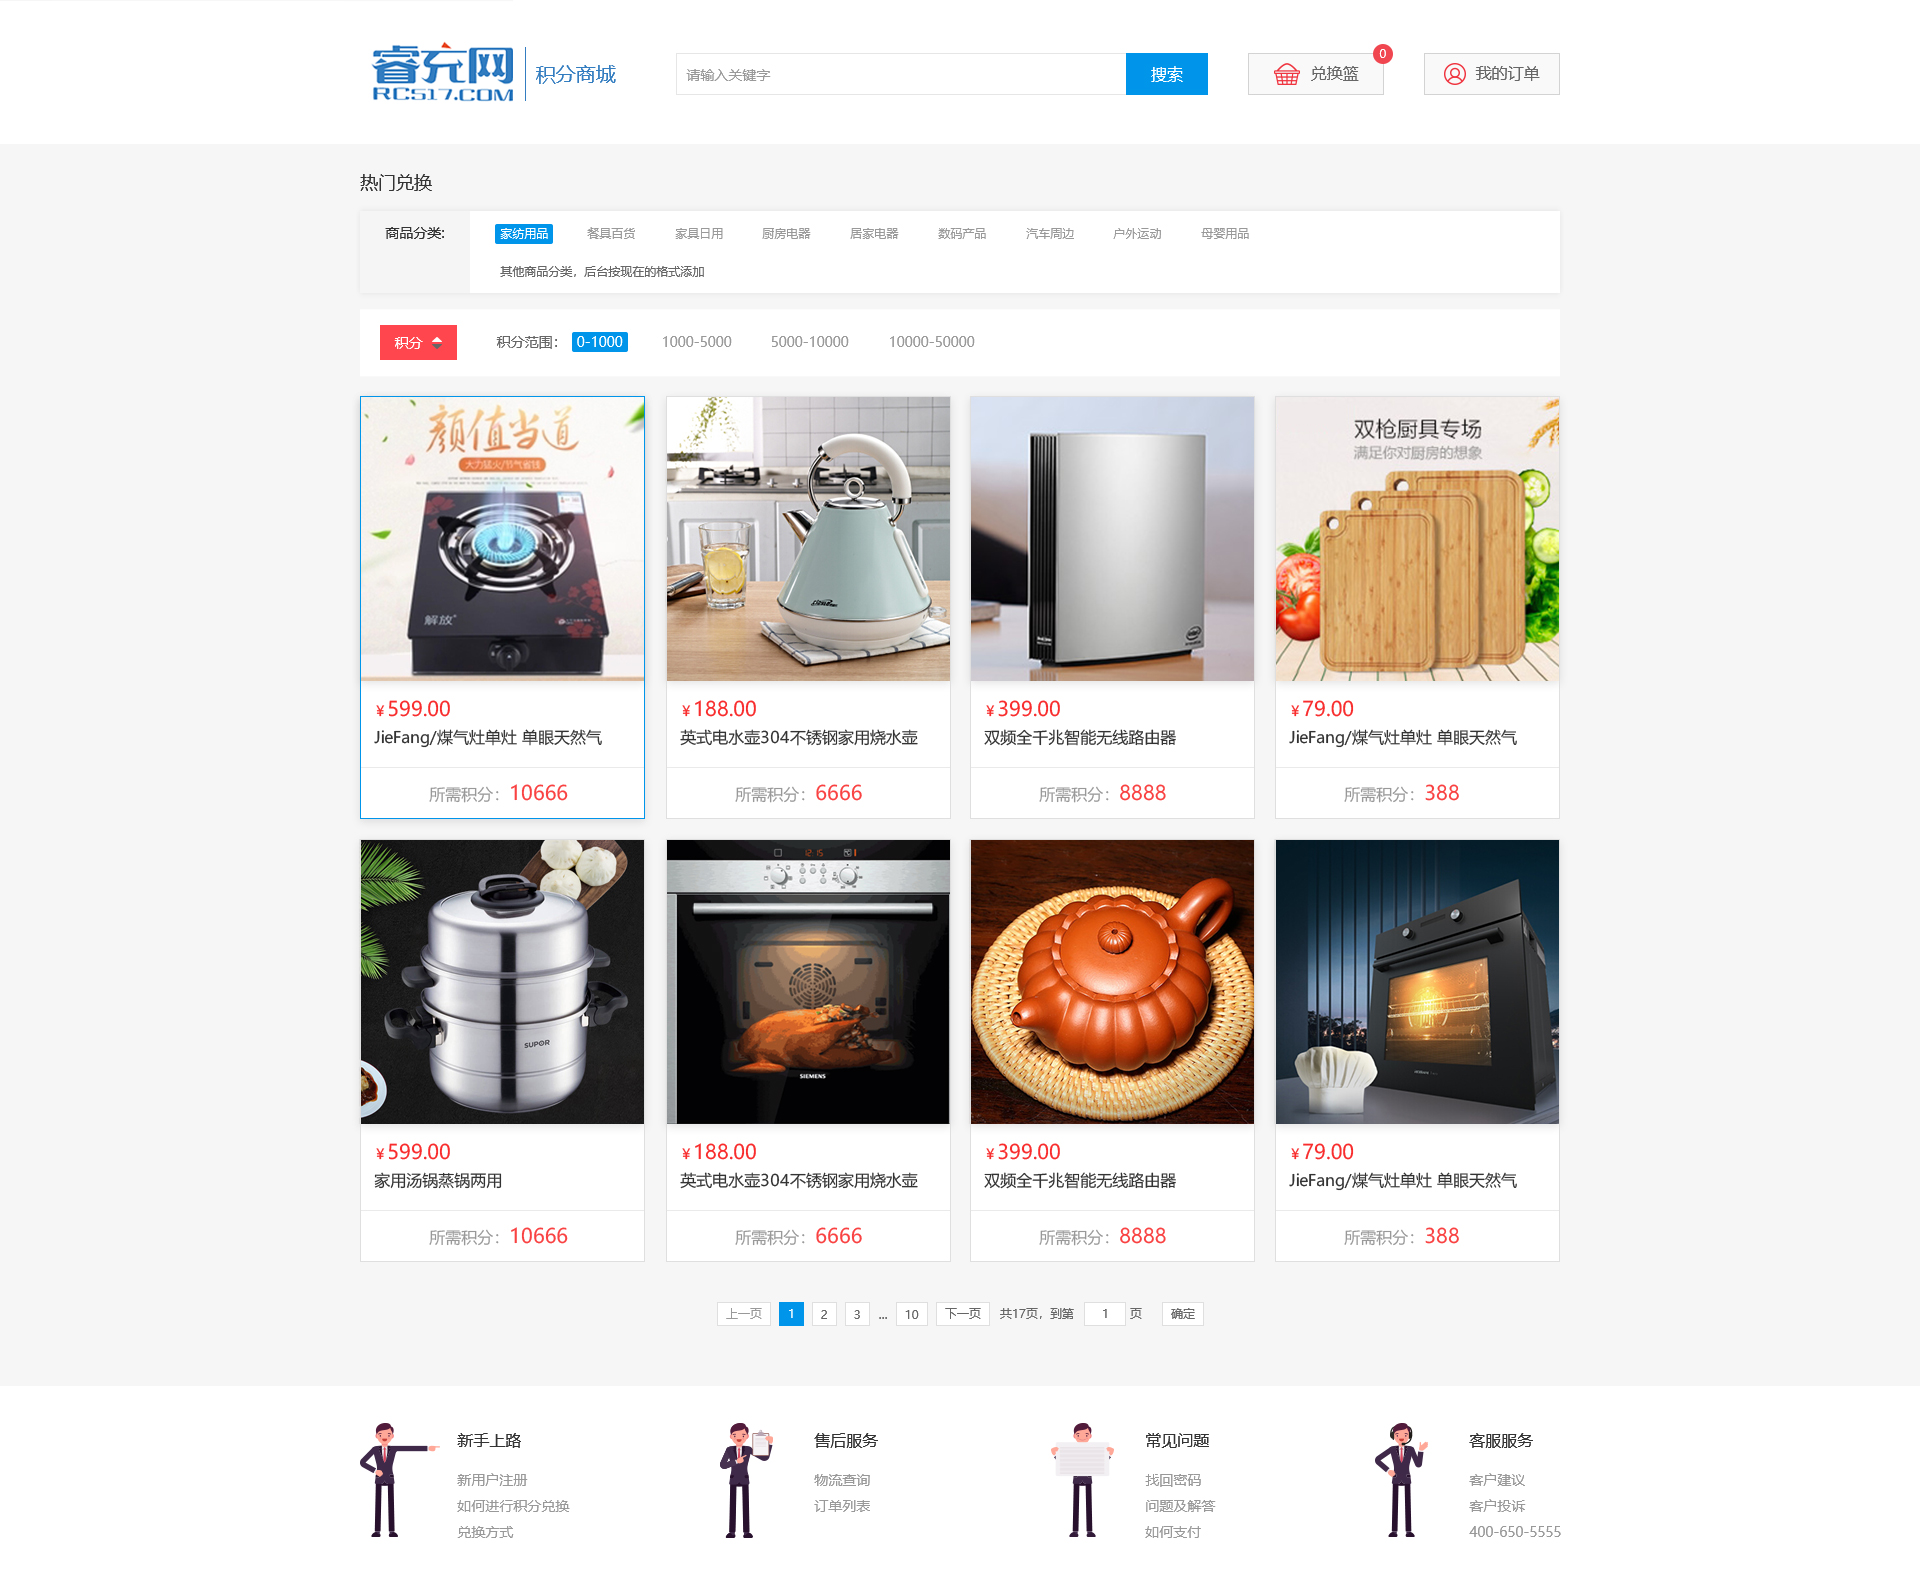 睿充网
RC517.COM
积分商城
请输入关键字
搜索
兑换篮
0
我的订单
热门兑换
商品分类:
家纺用品 餐具百货 家具日用 厨房电器 居家电器 数码产品 汽车周边 户外运动 母婴用品
其他商品分类，后台按现在的格式添加
积分
积分范围： 0-1000 1000-5000 5000-10000 10000-50000
颜值当道
大力猛火/节气省钱
解放
双枪厨具专场
满足你对厨房的想象
¥599.00
JieFang/煤气灶单灶 单眼天然气
所需积分：10666
¥188.00
英式电水壶304不锈钢家用烧水壶
所需积分：6666
¥399.00
双频全千兆智能无线路由器
所需积分：8888
¥79.00
JieFang/煤气灶单灶 单眼天然气
所需积分：388
SUPOR
12:15
SIEMENS
¥599.00
家用汤锅蒸锅两用
所需积分：10666
¥188.00
英式电水壶304不锈钢家用烧水壶
所需积分：6666
¥399.00
双频全千兆智能无线路由器
所需积分：8888
¥79.00
JieFang/煤气灶单灶 单眼天然气
所需积分：388
上一页 1 2 3 ... 10 下一页 共17页，到第 1 页 确定
新手上路
新用户注册
如何进行积分兑换
兑换方式
售后服务
物流查询
订单列表
常见问题
找回密码
问题及解答
如何支付
客服服务
客户建议
客户投诉
400-650-5555